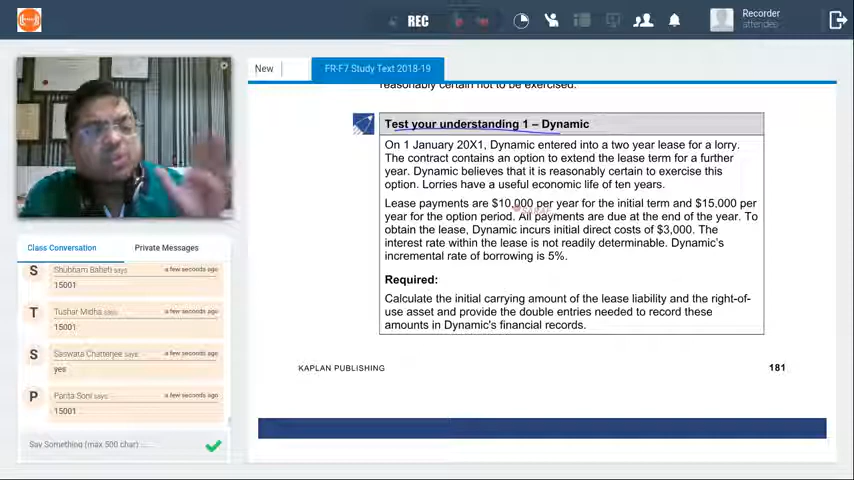 REC
Recorder
attendee
New
FR-F7 Study Text 2018-19
reasonably certain not to be exercised.
Test your understanding 1 – Dynamic
On 1 January 20X1, Dynamic entered into a two year lease for a lorry.
The contract contains an option to extend the lease term for a further
year. Dynamic believes that it is reasonably certain to exercise this
option. Lorries have a useful economic life of ten years.
Lease payments are $10,000 per year for the initial term and $15,000 per
year for the option period. All payments are due at the end of the year. To
obtain the lease, Dynamic incurs initial direct costs of $3,000. The
interest rate within the lease is not readily determinable. Dynamic's
incremental rate of borrowing is 5%.
Required:
Calculate the initial carrying amount of the lease liability and the right-of-
use asset and provide the double entries needed to record these
amounts in Dynamic's financial records.
KAPLAN PUBLISHING
181
Class Conversation
Private Messages
S
Shubham Babeti says
a few seconds ago
15001
T
Tushar Midha says
a few seconds ago
15001
S
Saswata Chatterjee says
a few seconds ago
yes
P
Parita Soni says
a few seconds ago
15001
Say Something (max 500 char)